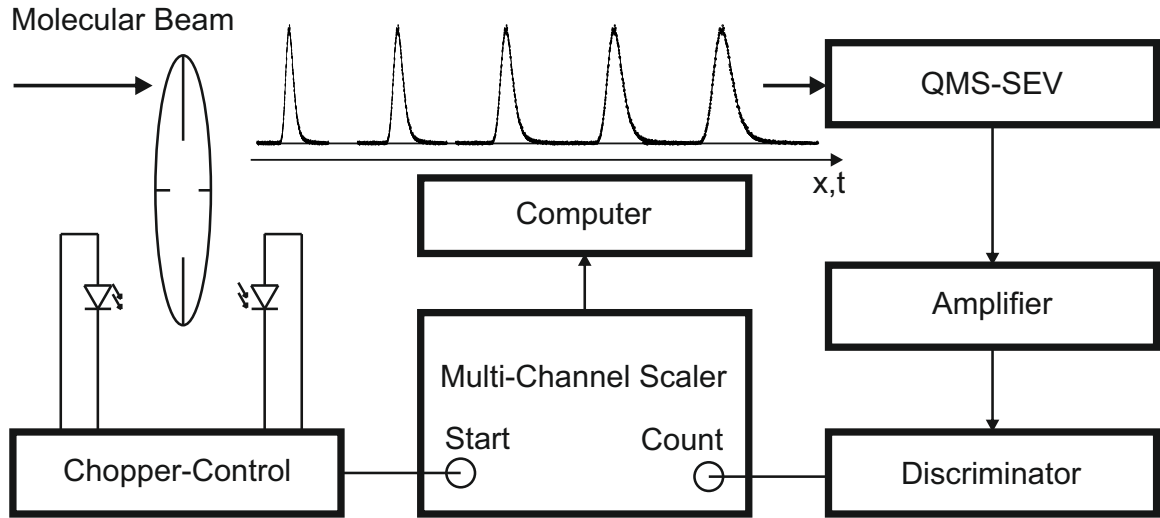 Molecular Beam
QMS-SEV
x,t
Computer
Amplifier
Multi-Channel Scaler
Start
Count
Chopper-Control
Discriminator